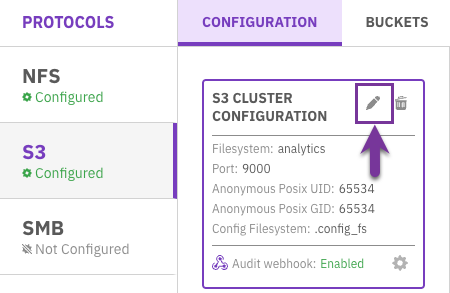 PROTOCOLS
CONFIGURATION
BUCKETS
NFS
Configured
S3
Configured
SMB
Not Configured
S3 CLUSTER
CONFIGURATION
Filesystem: analytics
Port: 9000
Anonymous Posix UID: 65534
Anonymous Posix GID: 65534
Config Filesystem: .config_fs
Audit webhook: Enabled